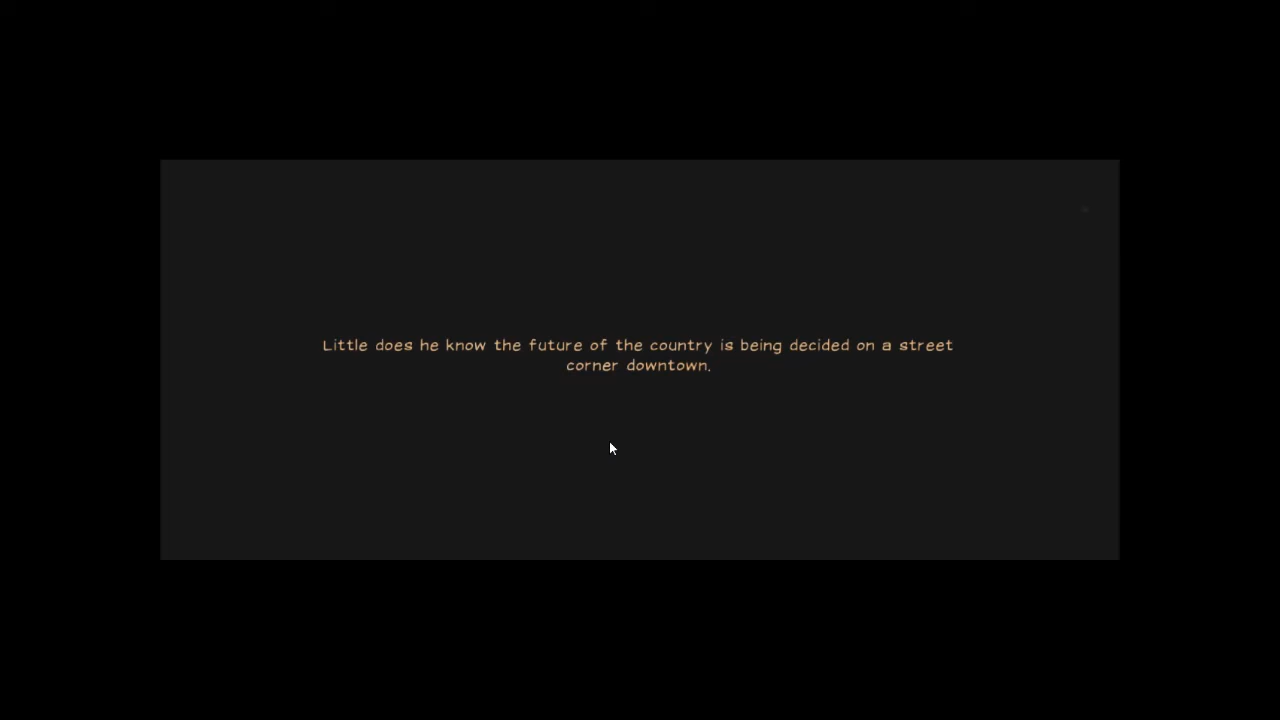 Little does he know the future of the country is being decided on a street
corner downtown.